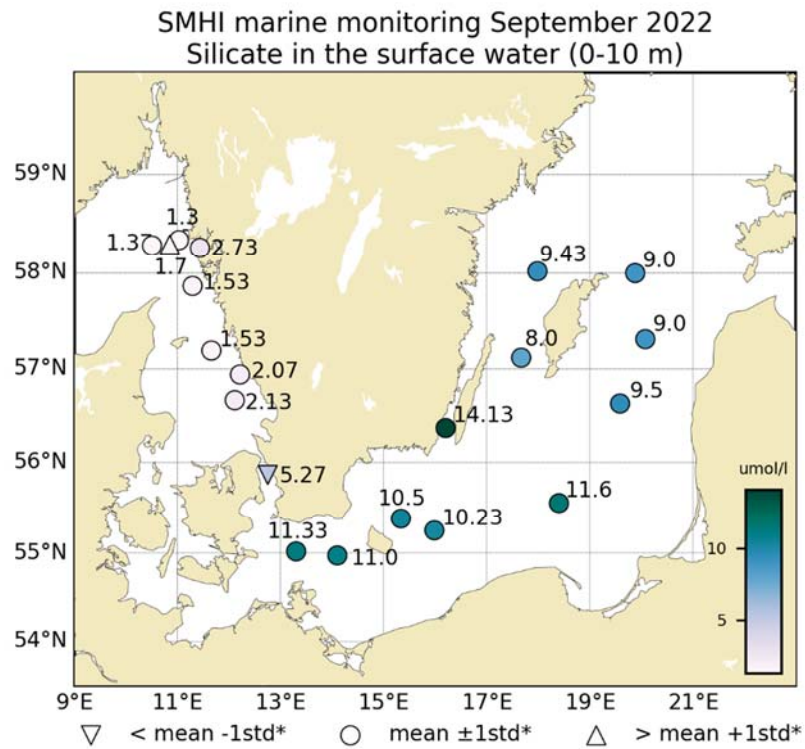 SMHI marine monitoring September 2022
Silicate in the surface water (0-10 m)
59°N
1.3
1.37
2.73
58°N
1.7
1.53
9.43
9.0
1.53
8.0
9.0
57°N
2.07
2.13
9.5
14.13
56°N
5.27
umol/l
10.5
11.6
11.33
10.23
10
55°N
11.0
5
54°N
9°E 11°E 13°E 15°E 17°E 19°E 21°E
< mean -1std* mean ±1std* > mean +1std*